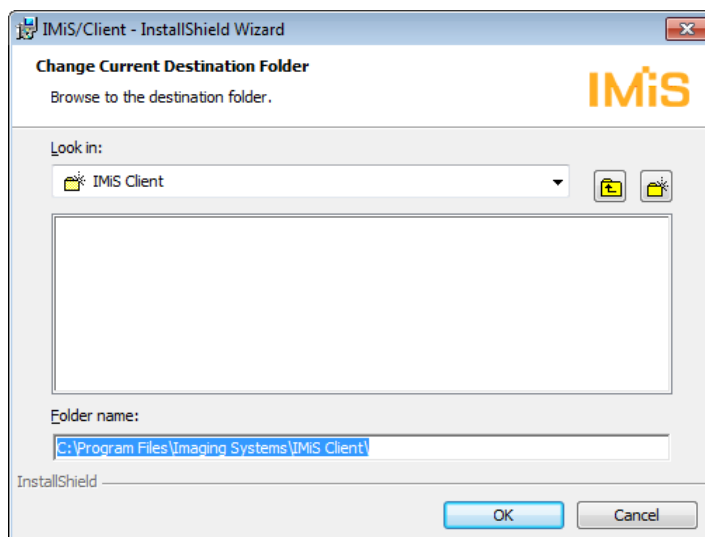 IMiS/Client - InstallShield Wizard
Change Current Destination Folder
Browse to the destination folder.
IMiS
Look in:
IMiS Client
Folder name:
C:\Program Files\Imaging Systems\IMiS Client\
InstallShield
OK
Cancel